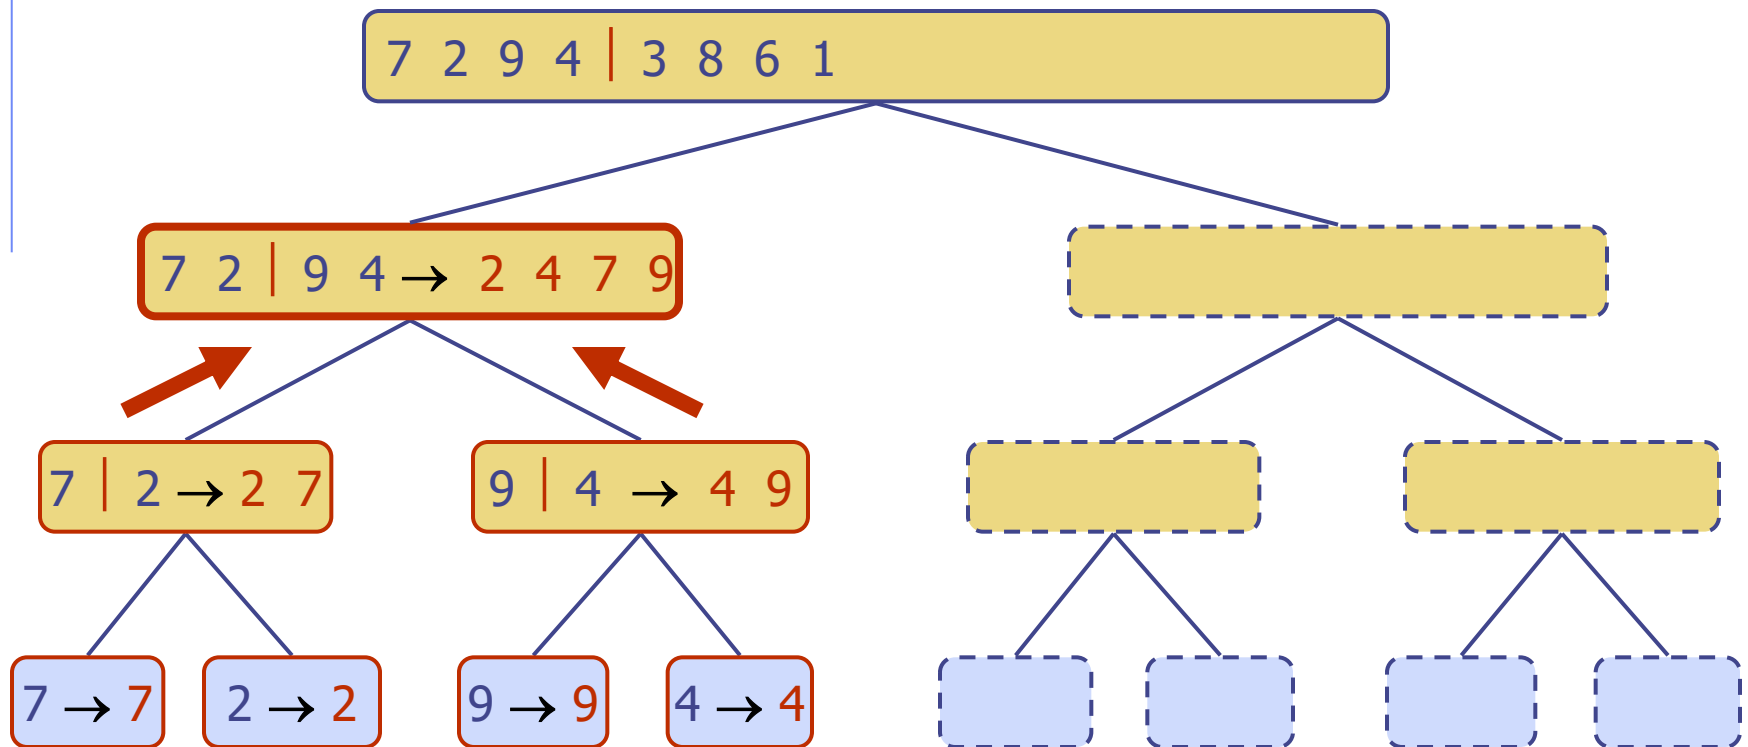 7 2 9 4 | 3 8 6 1
7 2 | 9 4 → 2 4 7 9
7 | 2 → 2 7
9 | 4 → 4 9
7 → 7
2 → 2
9 → 9
4 → 4